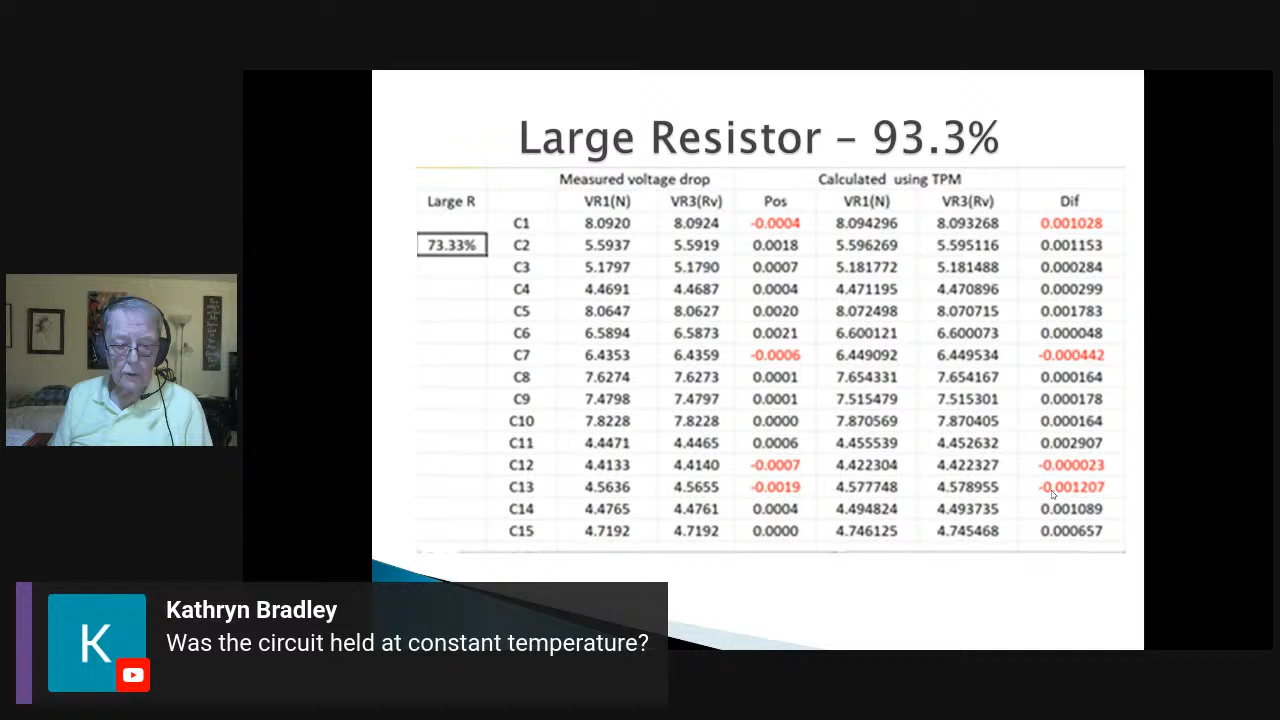 Large Resistor – 93.3%
Measured voltage drop Calculated using TPM
Large R VR1(N) VR3(Rv) Pos VR1(N) VR3(Rv) Dif
C1 8.0920 8.0924 -0.0004 8.094296 8.093268 0.001028
73.33% C2 5.5937 5.5919 0.0018 5.596269 5.595116 0.001153
C3 5.1797 5.1790 0.0007 5.181772 5.181488 0.000284
C4 4.4691 4.4687 0.0004 4.471195 4.470896 0.000299
C5 8.0647 8.0627 0.0020 8.072498 8.070715 0.001783
C6 6.5894 6.5873 0.0021 6.600121 6.600073 0.000048
C7 6.4353 6.4359 -0.0006 6.449092 6.449534 -0.000442
C8 7.6274 7.6273 0.0001 7.654331 7.654167 0.000164
C9 7.4798 7.4797 0.0001 7.515479 7.515301 0.000178
C10 7.8228 7.8228 0.0000 7.870569 7.870405 0.000164
C11 4.4471 4.4465 0.0006 4.455539 4.452632 0.002907
C12 4.4133 4.4140 -0.0007 4.422304 4.422327 -0.000023
C13 4.5636 4.5655 -0.0019 4.577748 4.578955 -0.001207
C14 4.4765 4.4761 0.0004 4.494824 4.493735 0.001089
C15 4.7192 4.7192 0.0000 4.746125 4.745468 0.000657
K
Kathryn Bradley
Was the circuit held at constant temperature?